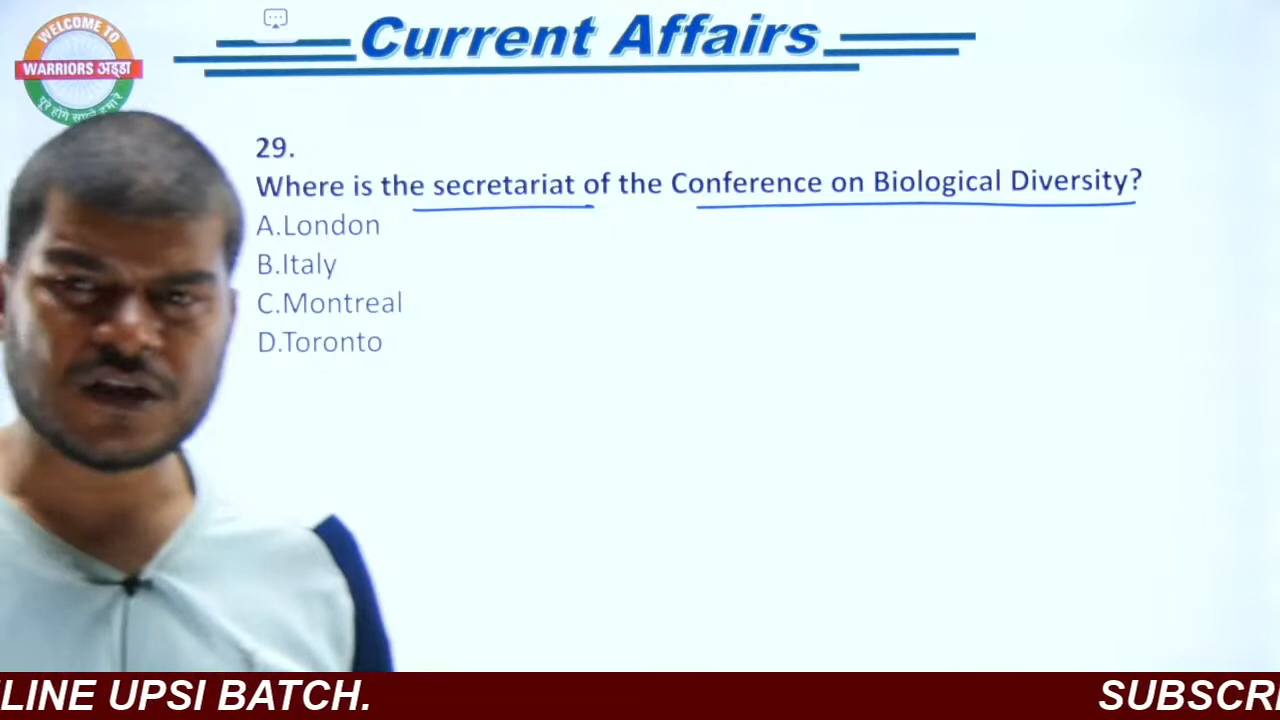 WELCOME TO
WARRIORS अड्डा
Current Affairs
29.
Where is the secretariat of the Conference on Biological Diversity?
A.London
B.Italy
C.Montreal
D.Toronto
LINE UPSI BATCH.
SUBSCRI